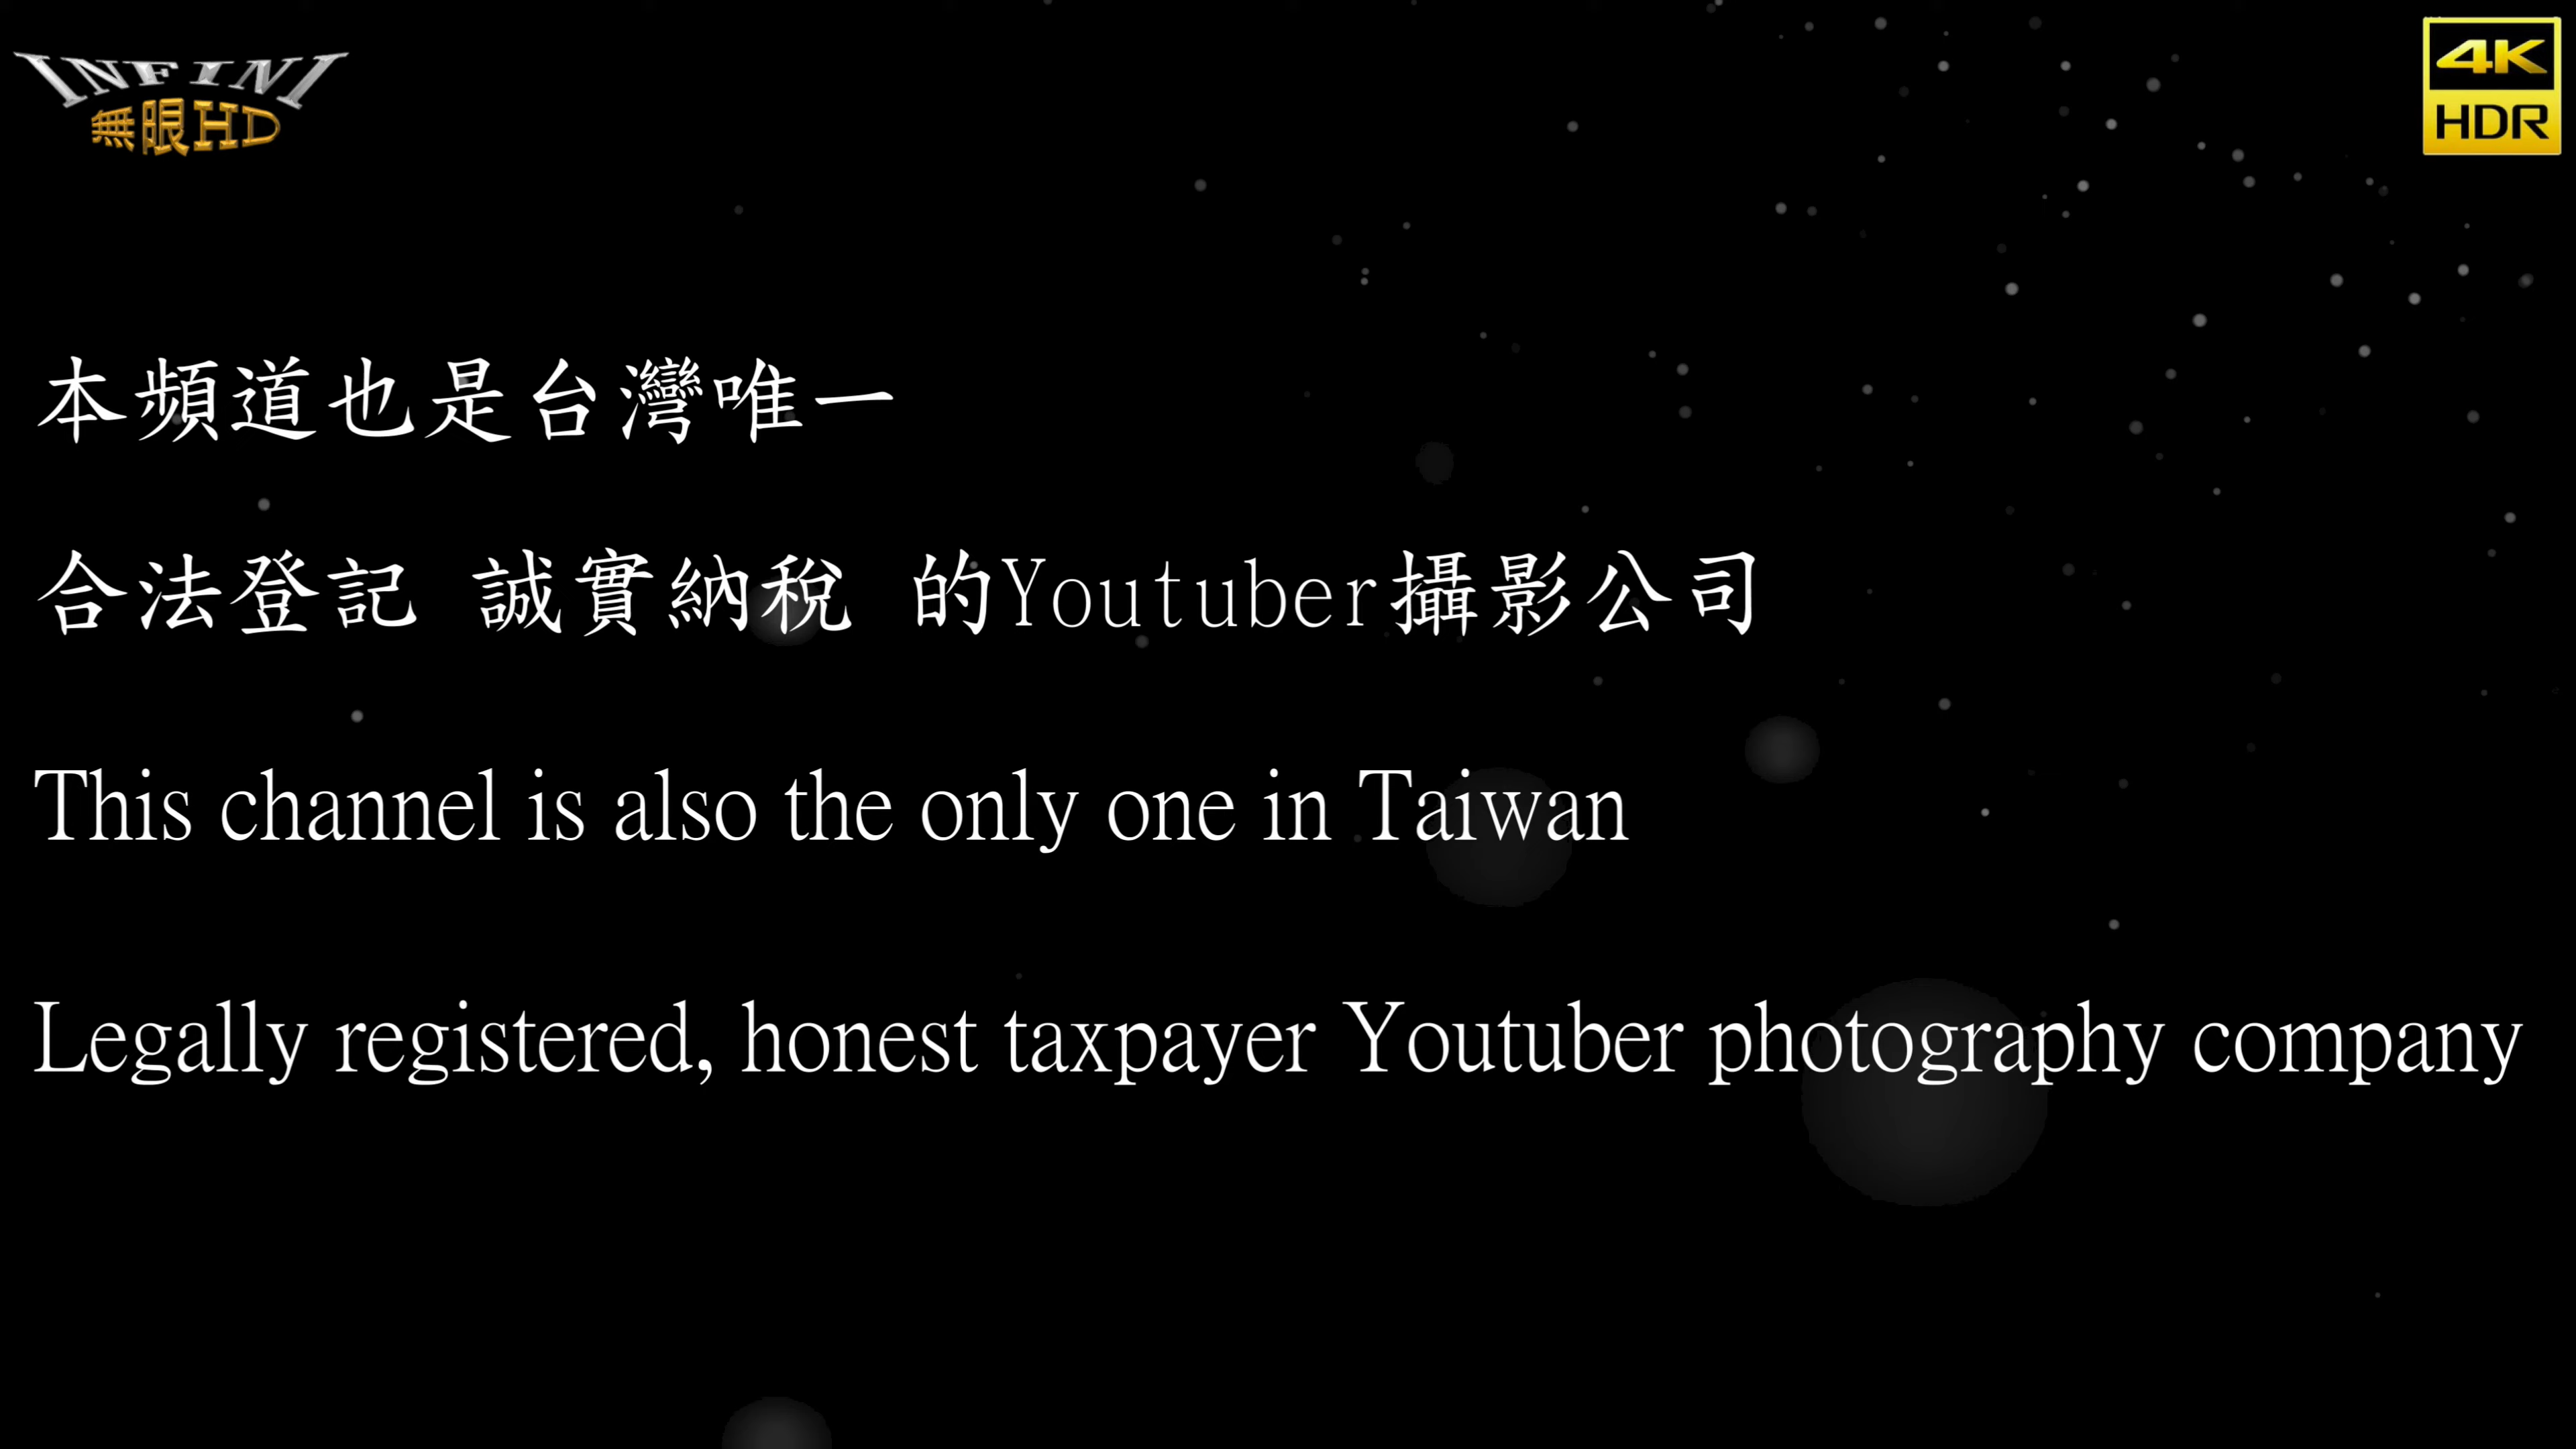 INFINI
無限HD
4K
HDR
本頻道也是台灣唯一
合法登記 誠實納稅 的Youtuber攝影公司
This channel is also the only one in Taiwan
Legally registered, honest taxpayer Youtuber photography company